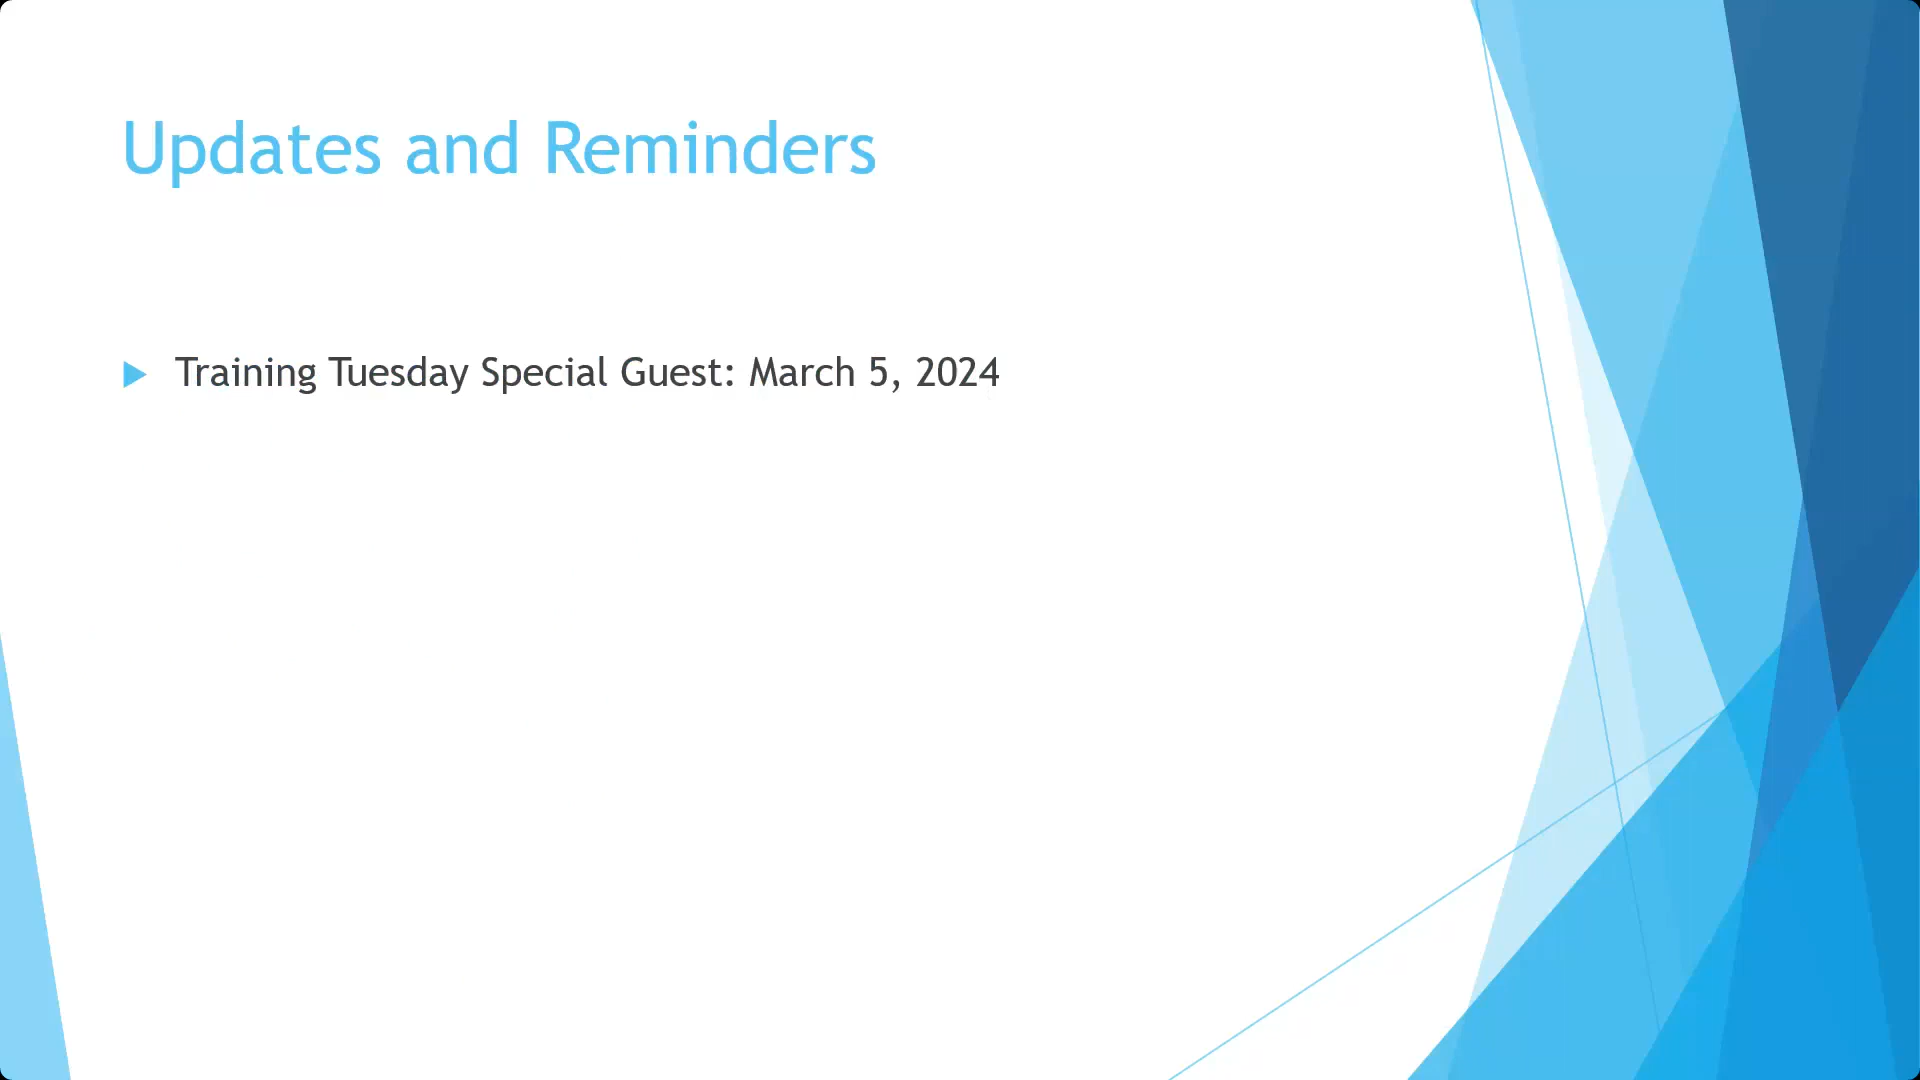 Updates and Reminders
Training Tuesday Special Guest: March 5, 2024